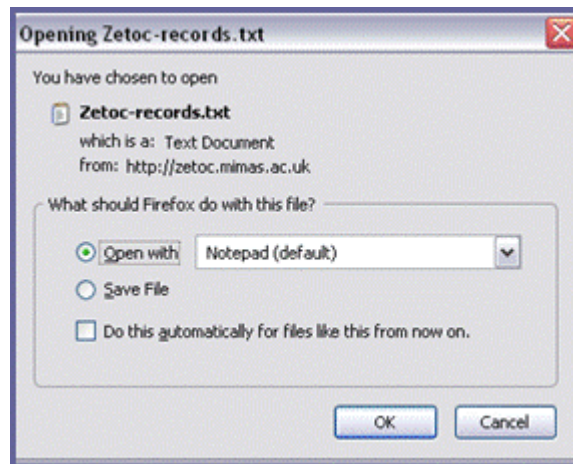 Opening Zetoc-records.txt
You have chosen to open
Zetoc-records.txt
which is a: Text Document
from: http://zetoc.mimas.ac.uk
What should Firefox do with this file?
Open with Notepad (default)
Save File
Do this automatically for files like this from now on.
OK Cancel